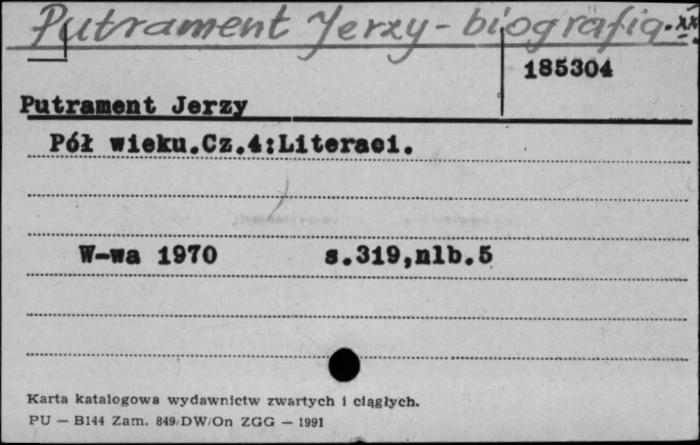 Putrament Jerzy - biografia.xx
185304
Putrament Jerzy
Pół wieku.Cz.4:Literaci.
W-wa 1970 s.319,nlb.5
Karta katalogowa wydawnictw zwartych i ciągłych.
PU — B144 Zam. 849/DW/On ZGG — 1991